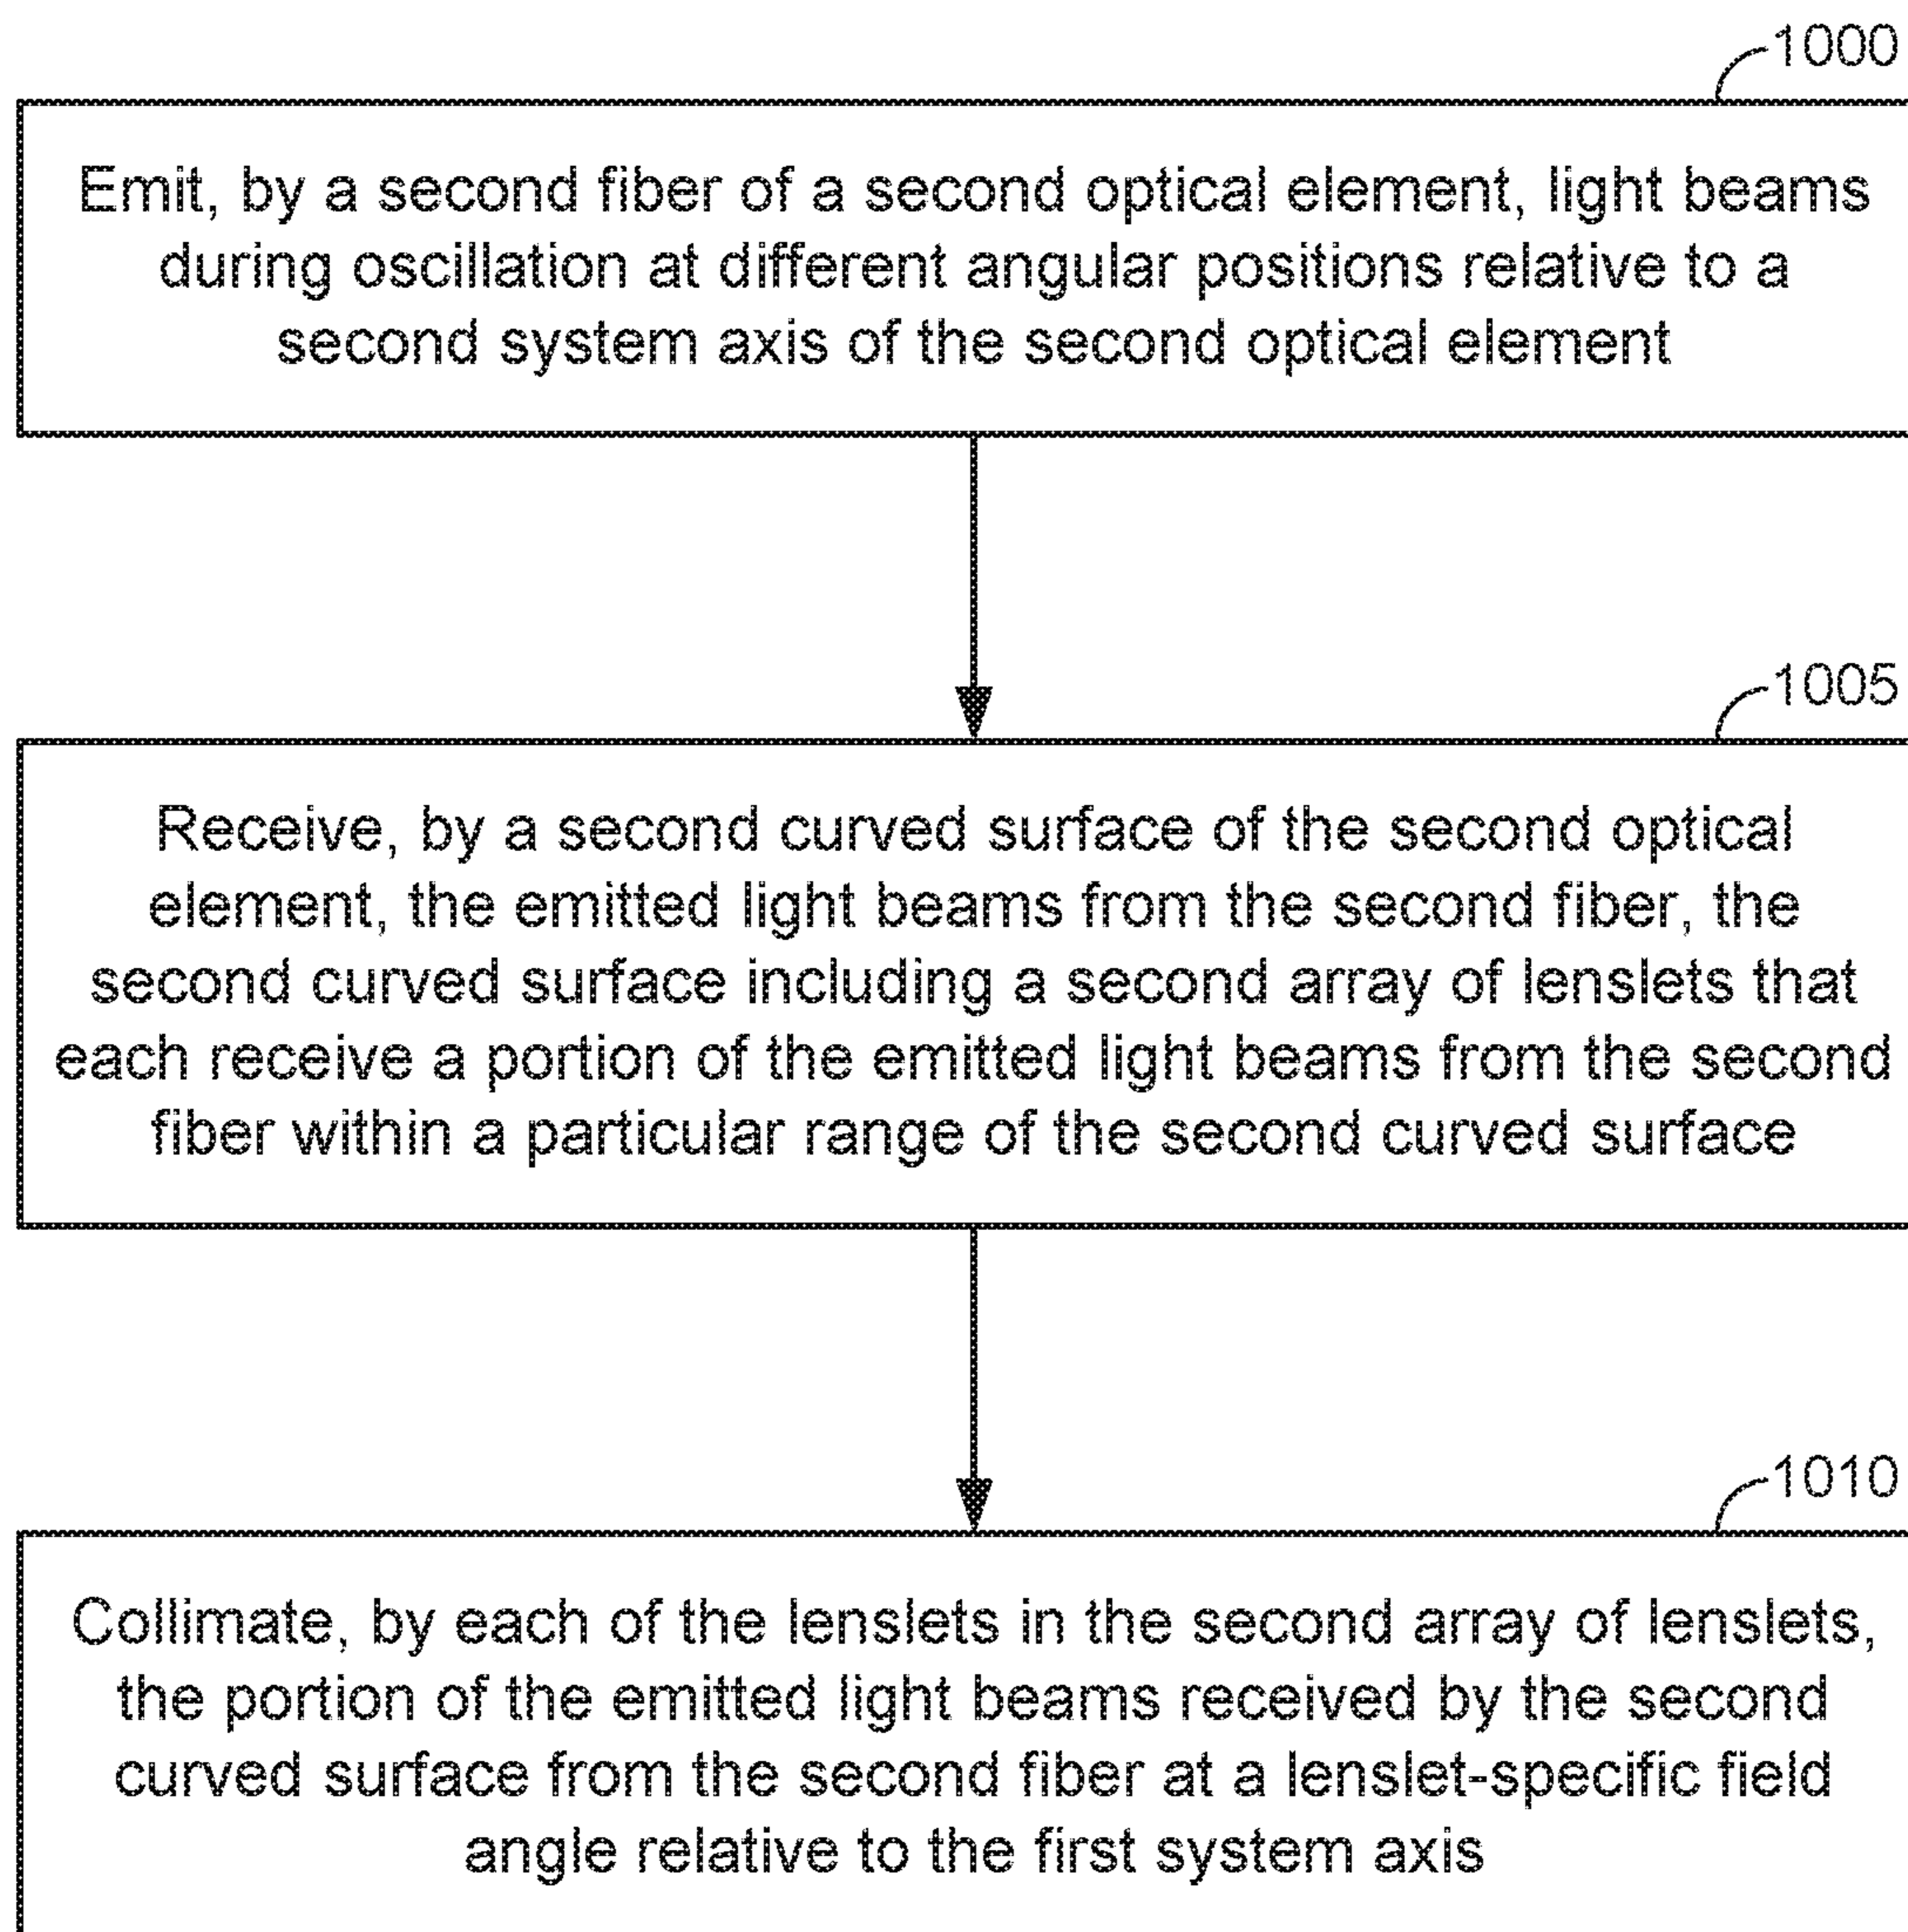 1000
Emit, by a second fiber of a second optical element, light beams
during oscillation at different angular positions relative to a
second system axis of the second optical element
1005
Receive, by a second curved surface of the second optical
element, the emitted light beams from the second fiber, the
second curved surface including a second array of lenslets that
each receive a portion of the emitted light beams from the second
fiber within a particular range of the second curved surface
1010
Collimate, by each of the lenslets in the second array of lenslets,
the portion of the emitted light beams received by the second
curved surface from the second fiber at a lenslet-specific field
angle relative to the first system axis